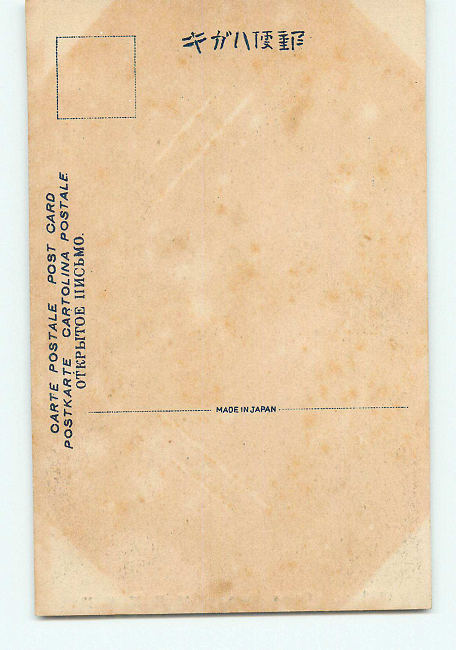 郵便ハガキ
CARTE POSTALE POST CARD
POSTKARTE CARTOLINA POSTALE
ОТКРЫТОЕ ПИСЬМО.
MADE IN JAPAN